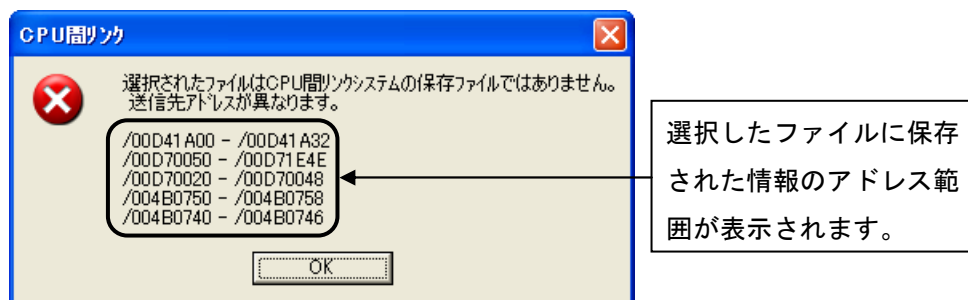 CPU間リンク
選択されたファイルはCPU間リンクシステムの保存ファイルではありません。
送信先アドレスが異なります。
/00D41A00 - /00D41A32
/00D70050 - /00D71E4E
/00D70020 - /00D70048
/004B0750 - /004B0758
/004B0740 - /004B0746
OK
選択したファイルに保存
された情報のアドレス範
囲が表示されます。